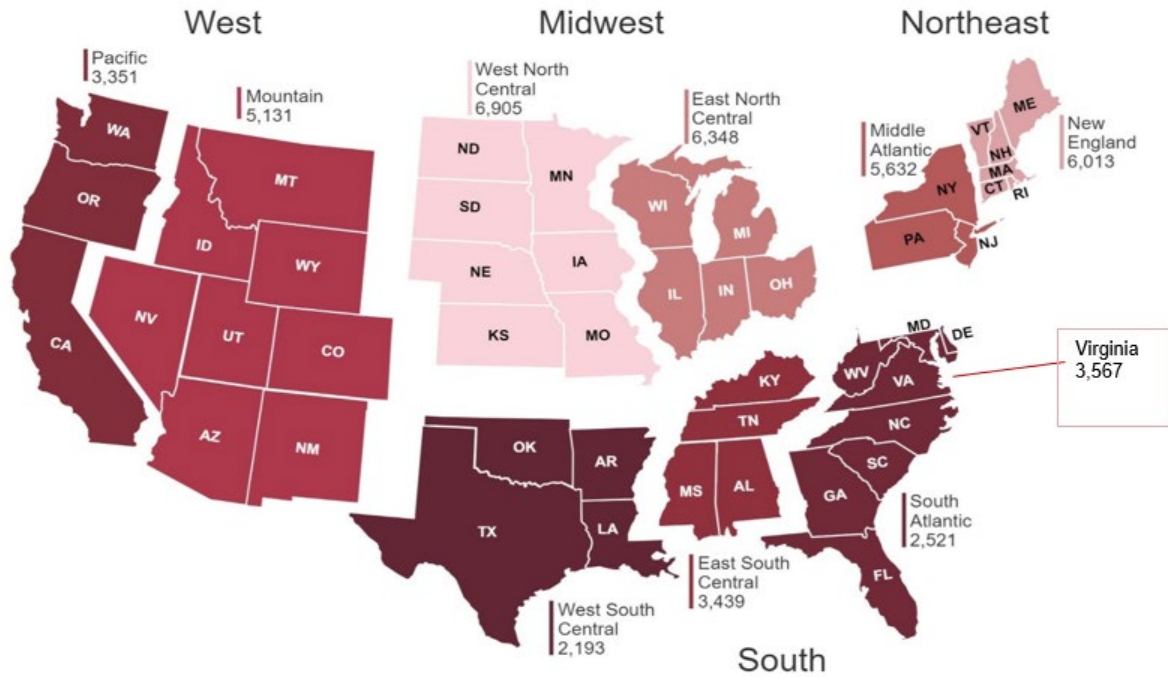 West
Midwest
Northeast
Pacific
3,351
Mountain
5,131
West North
Central
6,905
East North
Central
6,348
Middle
Atlantic
5,632
New
England
6,013
WA
OR
CA
MT
ID
WY
NV
UT
CO
AZ
NM
ND
SD
NE
KS
MN
IA
MO
WI
MI
IL
IN
OH
NY
PA
NJ
ME
VT
NH
MA
CT
RI
Virginia
3,567
MD
DE
WV
VA
NC
SC
GA
FL
KY
TN
MS
AL
OK
AR
TX
LA
South
Atlantic
2,521
East South
Central
3,439
West South
Central
2,193
South